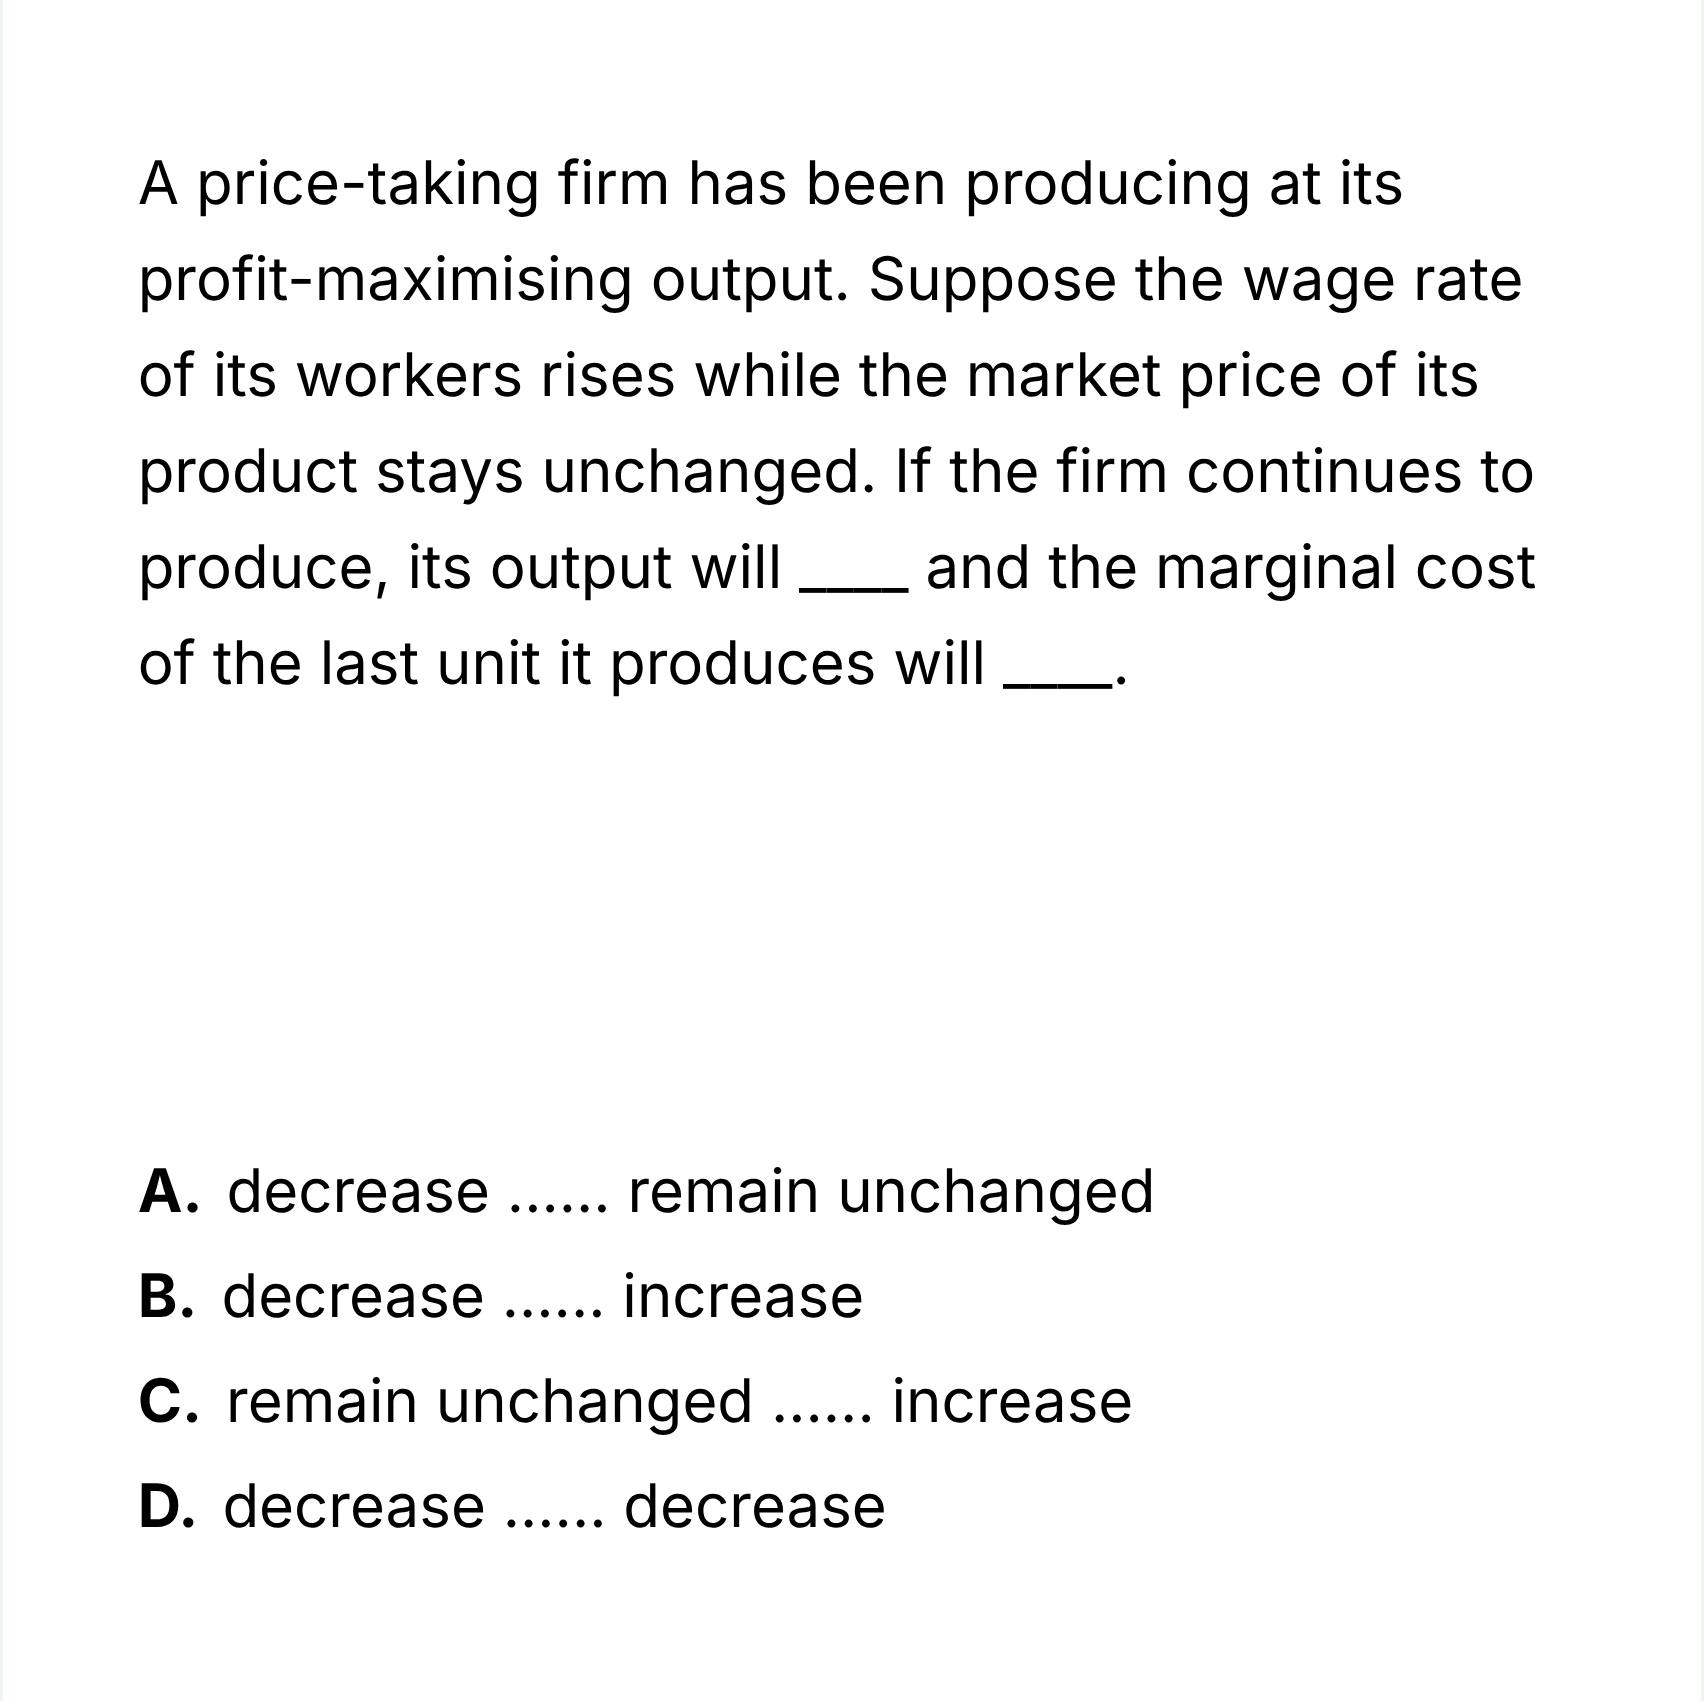 A price-taking firm has been producing at its
profit-maximising output. Suppose the wage rate
of its workers rises while the market price of its
product stays unchanged. If the firm continues to
produce, its output will ____ and the marginal cost
of the last unit it produces will ____.
A. decrease ...... remain unchanged
B. decrease ...... increase
C. remain unchanged ...... increase
D. decrease ...... decrease